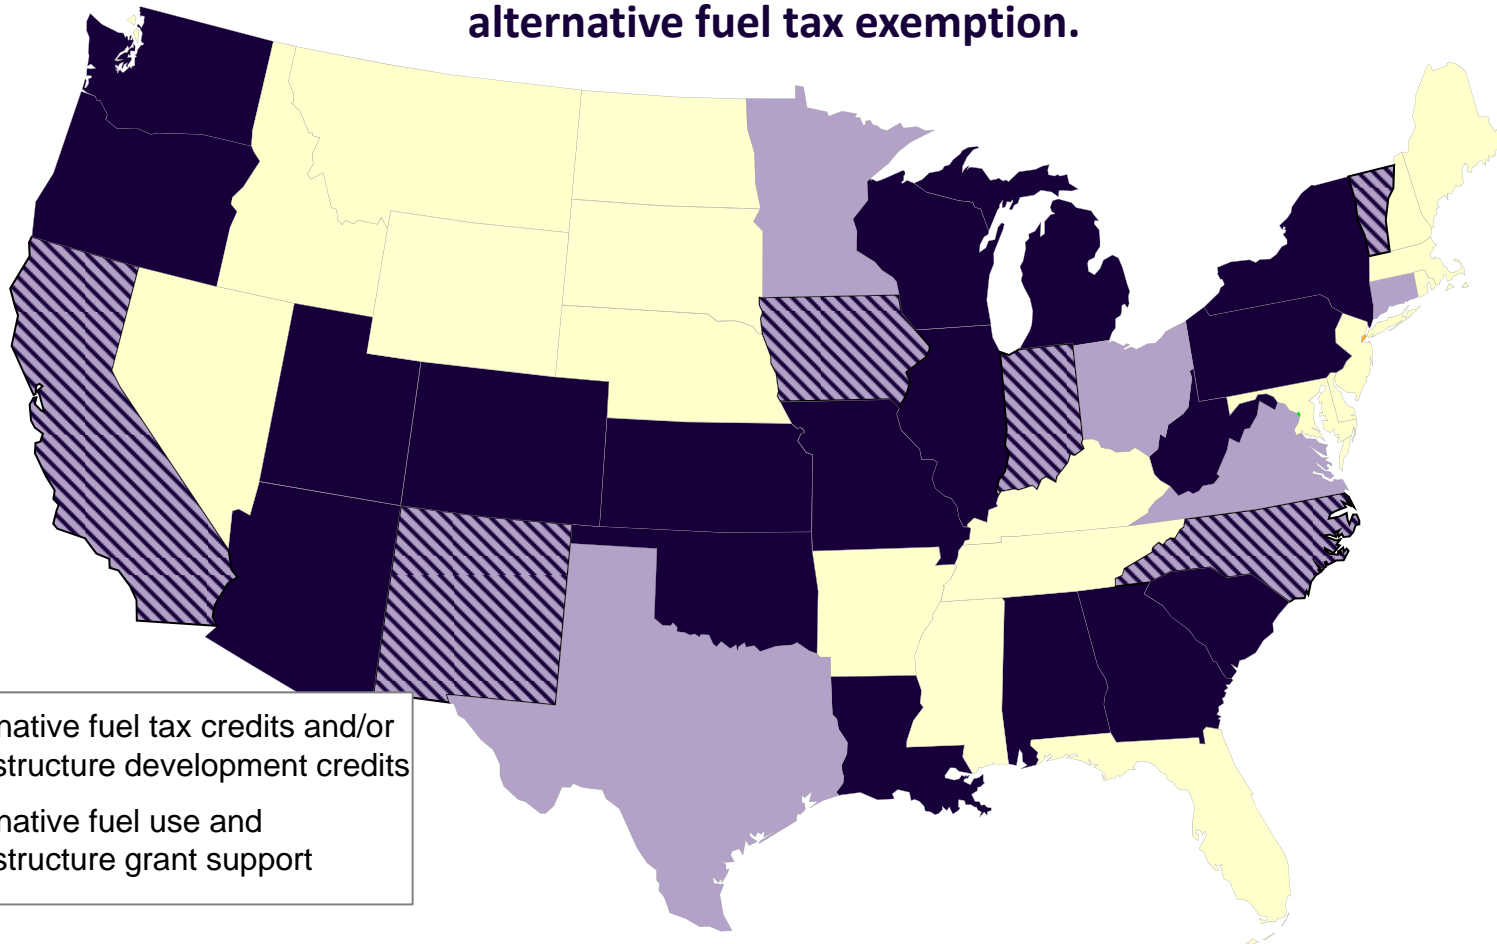 alternative fuel tax exemption.
native fuel tax credits and/or
structure development credits
native fuel use and
structure grant support